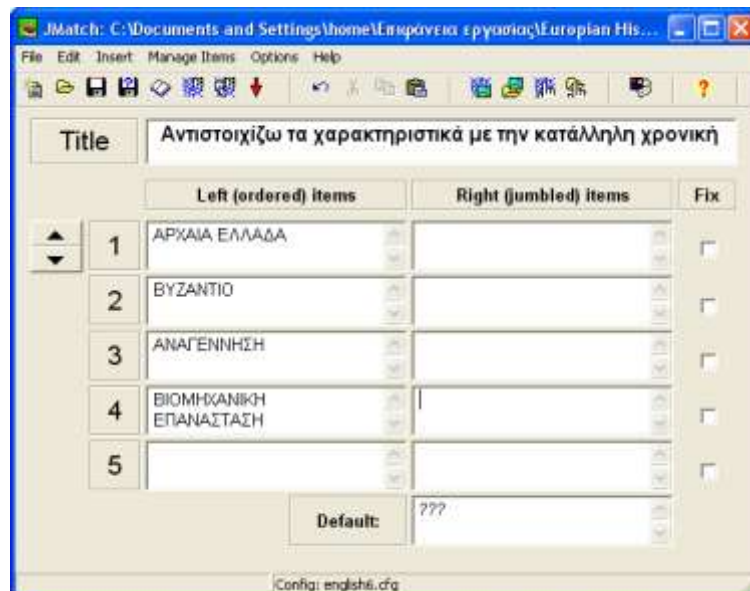 JMatch: C:\Documents and Settings\home\Επιφάνεια εργασίας\Europian His...
File Edit Insert Manage Items Options Help
Title
Αντιστοιχίζω τα χαρακτηριστικά με την κατάλληλη χρονική
Left (ordered) items Right (jumbled) items Fix
1 ΑΡΧΑΙΑ ΕΛΛΑΔΑ
2 ΒΥΖΑΝΤΙΟ
3 ΑΝΑΓΕΝΝΗΣΗ
4 ΒΙΟΜΗΧΑΝΙΚΗ
ΕΠΑΝΑΣΤΑΣΗ
5
Default: ???
Config: english6.cfg